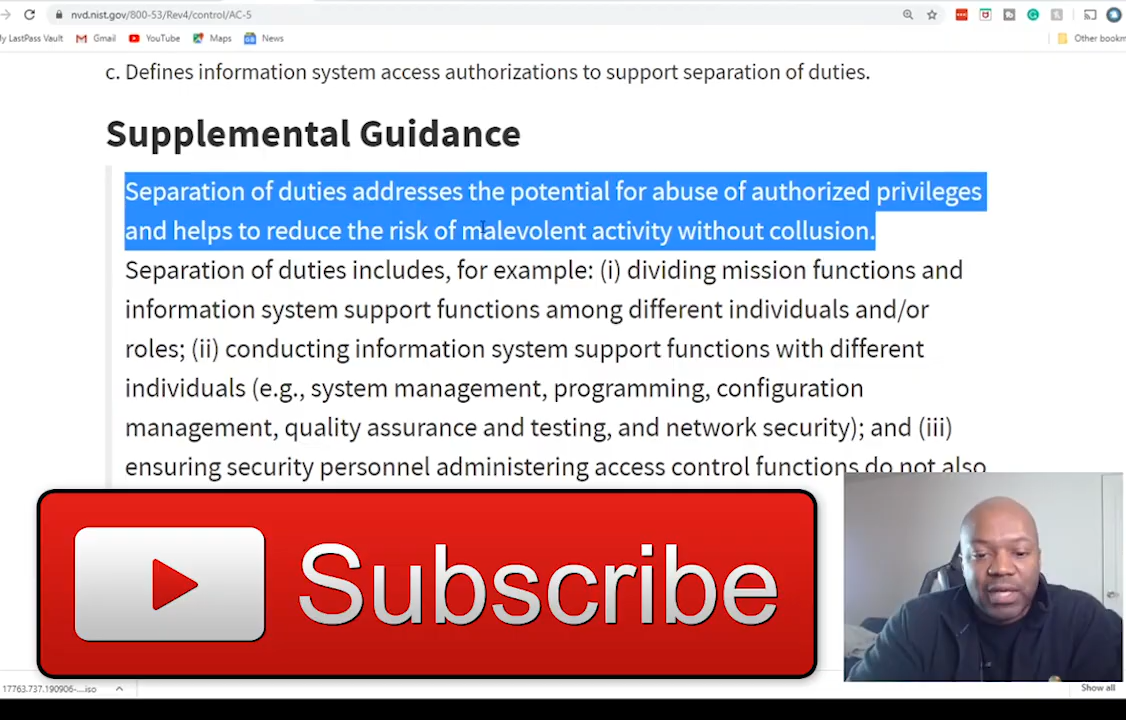 nvd.nist.gov/800-53/Rev4/control/AC-5
y LastPass Vault Gmail YouTube Maps News Other bookm
c. Defines information system access authorizations to support separation of duties.
Supplemental Guidance
Separation of duties addresses the potential for abuse of authorized privileges
and helps to reduce the risk of malevolent activity without collusion.
Separation of duties includes, for example: (i) dividing mission functions and
information system support functions among different individuals and/or
roles; (ii) conducting information system support functions with different
individuals (e.g., system management, programming, configuration
management, quality assurance and testing, and network security); and (iii)
ensuring security personnel administering access control functions do not also
Subscribe
17763.737.190906-....iso
Show all